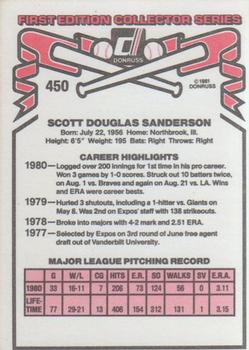 FIRST EDITION COLLECTOR SERIES
DONRUSS
450
©1981
DONRUSS
SCOTT DOUGLAS SANDERSON
Born: July 22, 1956 Home: Northbrook, Ill.
Height: 6'5" Weight: 195 Bats: Right Throws: Right
CAREER HIGHLIGHTS
1980—Logged over 200 innings for 1st time in his pro career.
Won 3 games by 1-0 scores. Struck out 10 batters twice,
on Aug. 1 vs. Braves and again on Aug. 21 vs. LA. Wins
and ERA were career bests.
1979—Hurled 3 shutouts, including a 1-hitter vs. Giants on
May 8. Was 2nd on Expos' staff with 138 strikeouts.
1978—Broke into majors with 4-2 mark and 2.51 ERA.
1977—Selected by Expos on 3rd round of June free agent
draft out of Vanderbilt University.
MAJOR LEAGUE PITCHING RECORD
G W/L CG HITS E.R. SO WALKS SV E.R.A.
1980 33 16-11 7 206 73 124 56 0 3.11
LIFE-
TIME 77 29-21 13 406 154 312 131 1 3.15